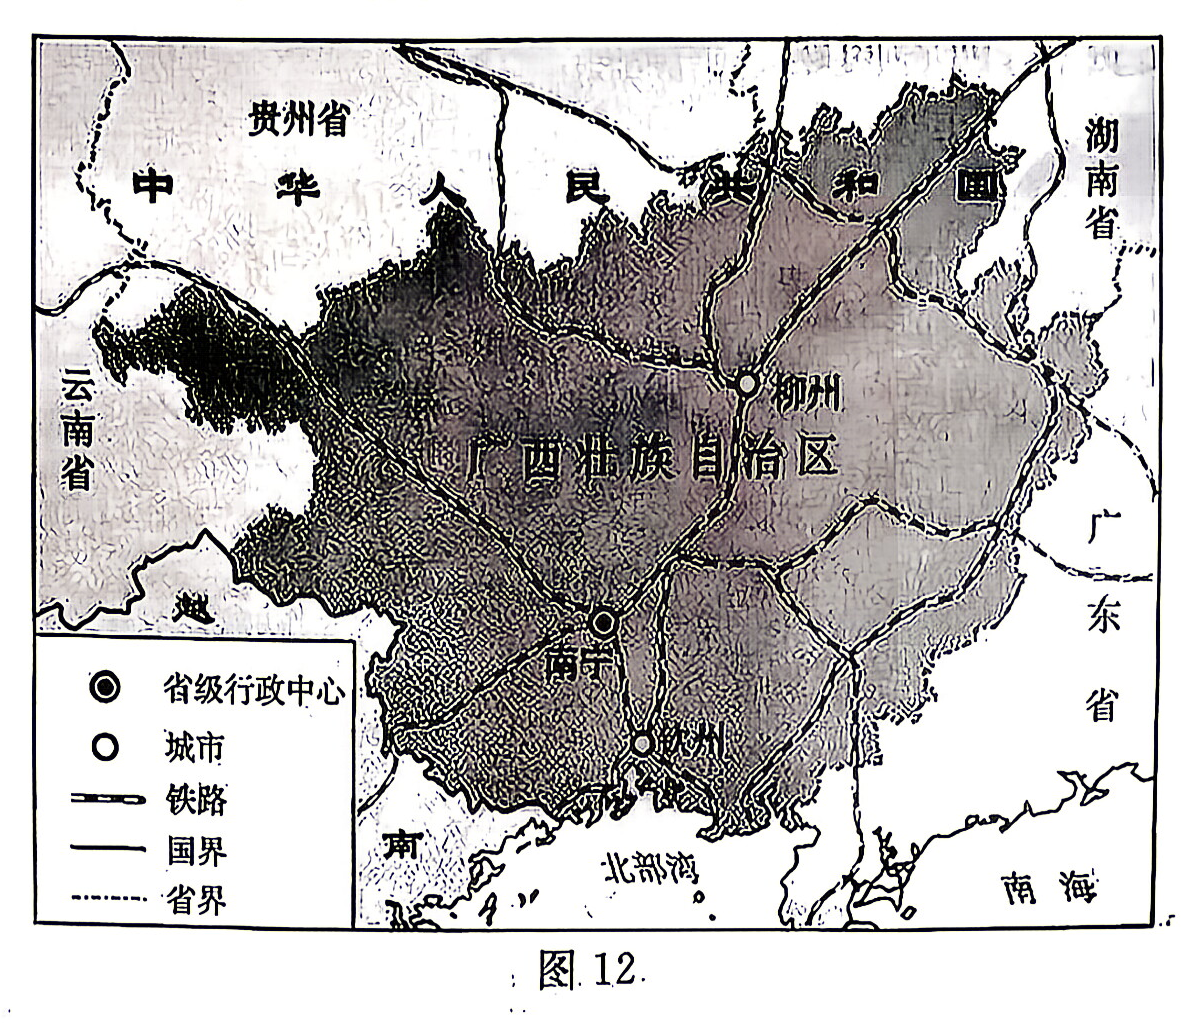 贵州省
中华人民共和国
湖南省
云南省
柳州
广西壮族自治区
广东省
越南
南宁
钦州
北部湾
南海
省级行政中心
城市
铁路
国界
省界
图 12.